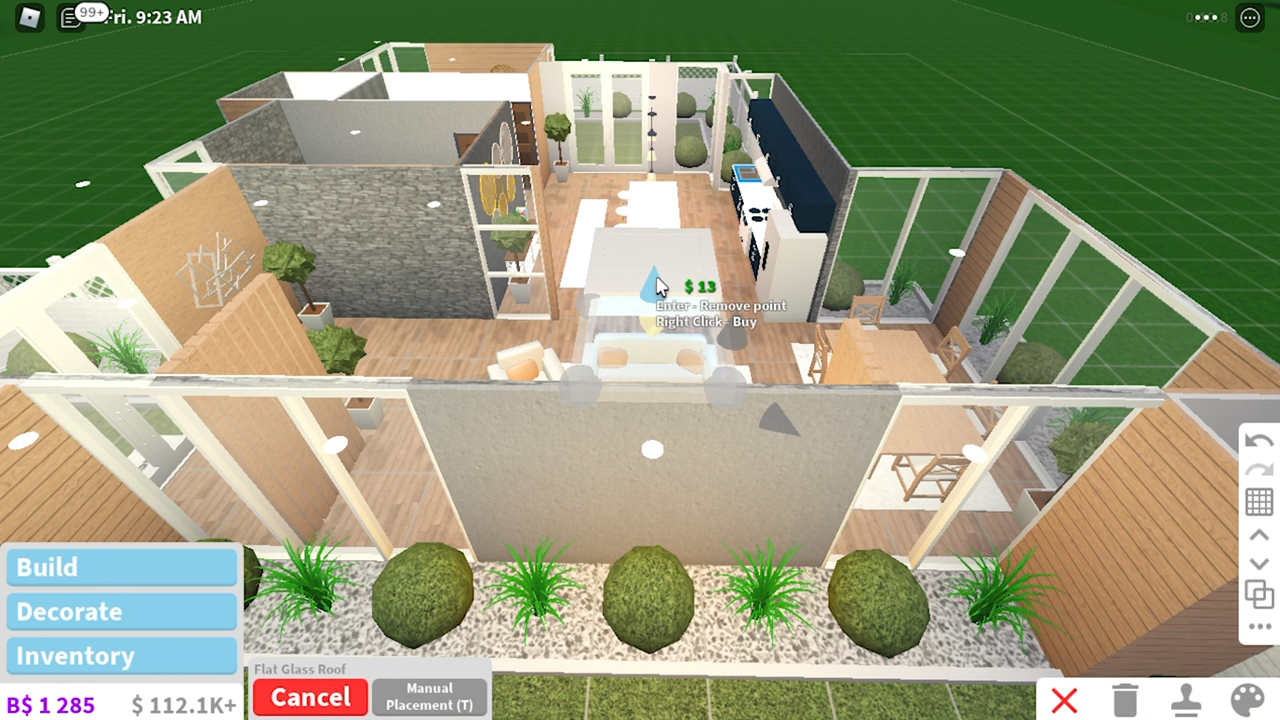 99+
Fri. 9:23 AM
$ 13
Enter - Remove point
Right Click - Buy
Build
Decorate
Inventory
B$ 1 285
$ 112.1K+
Flat Glass Roof
Cancel
Manual
Placement (T)